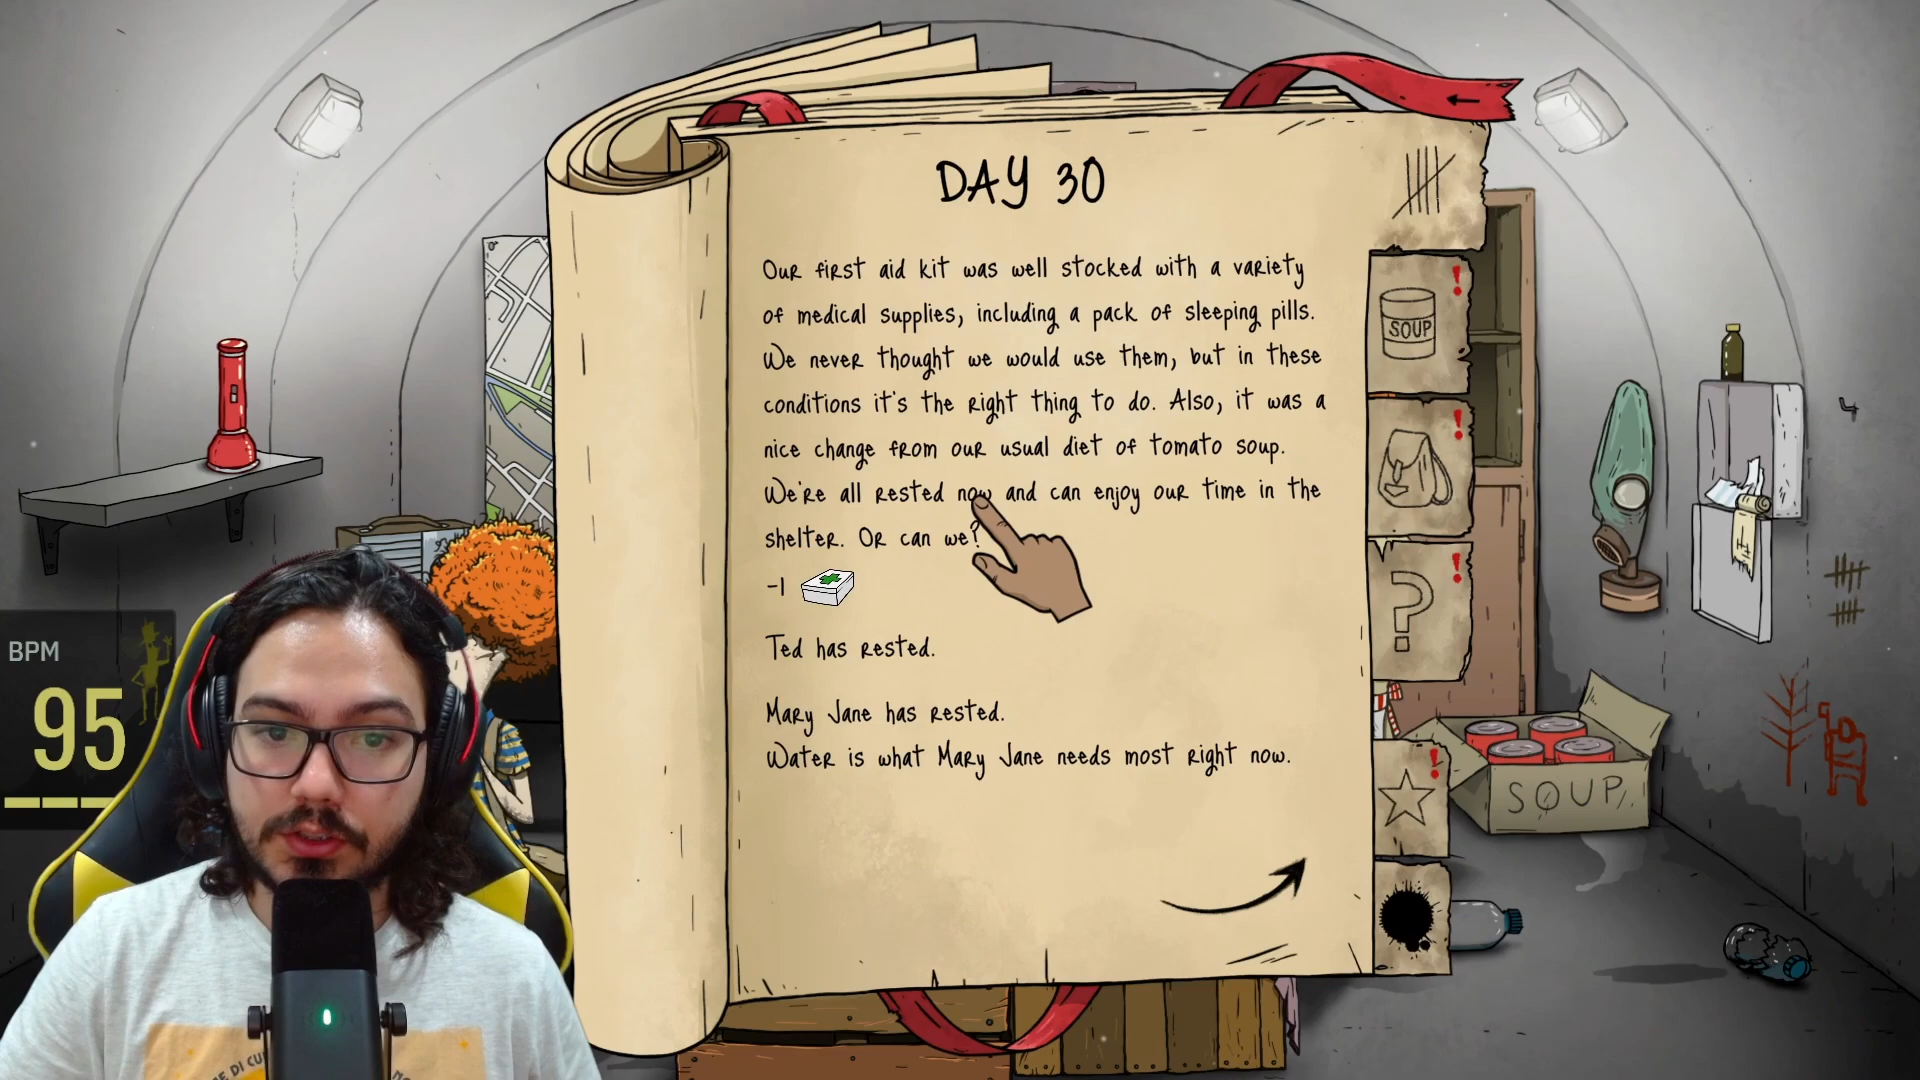 DAY 30
Our first aid kit was well stocked with a variety
of medical supplies, including a pack of sleeping pills.
We never thought we would use them, but in these
conditions it's the right thing to do. Also, it was a
nice change from our usual diet of tomato soup.
We're all rested now and can enjoy our time in the
shelter. Or can we?
-1
Ted has rested.
Mary Jane has rested.
Water is what Mary Jane needs most right now.
SOUP
?
SOUP
BPM
95